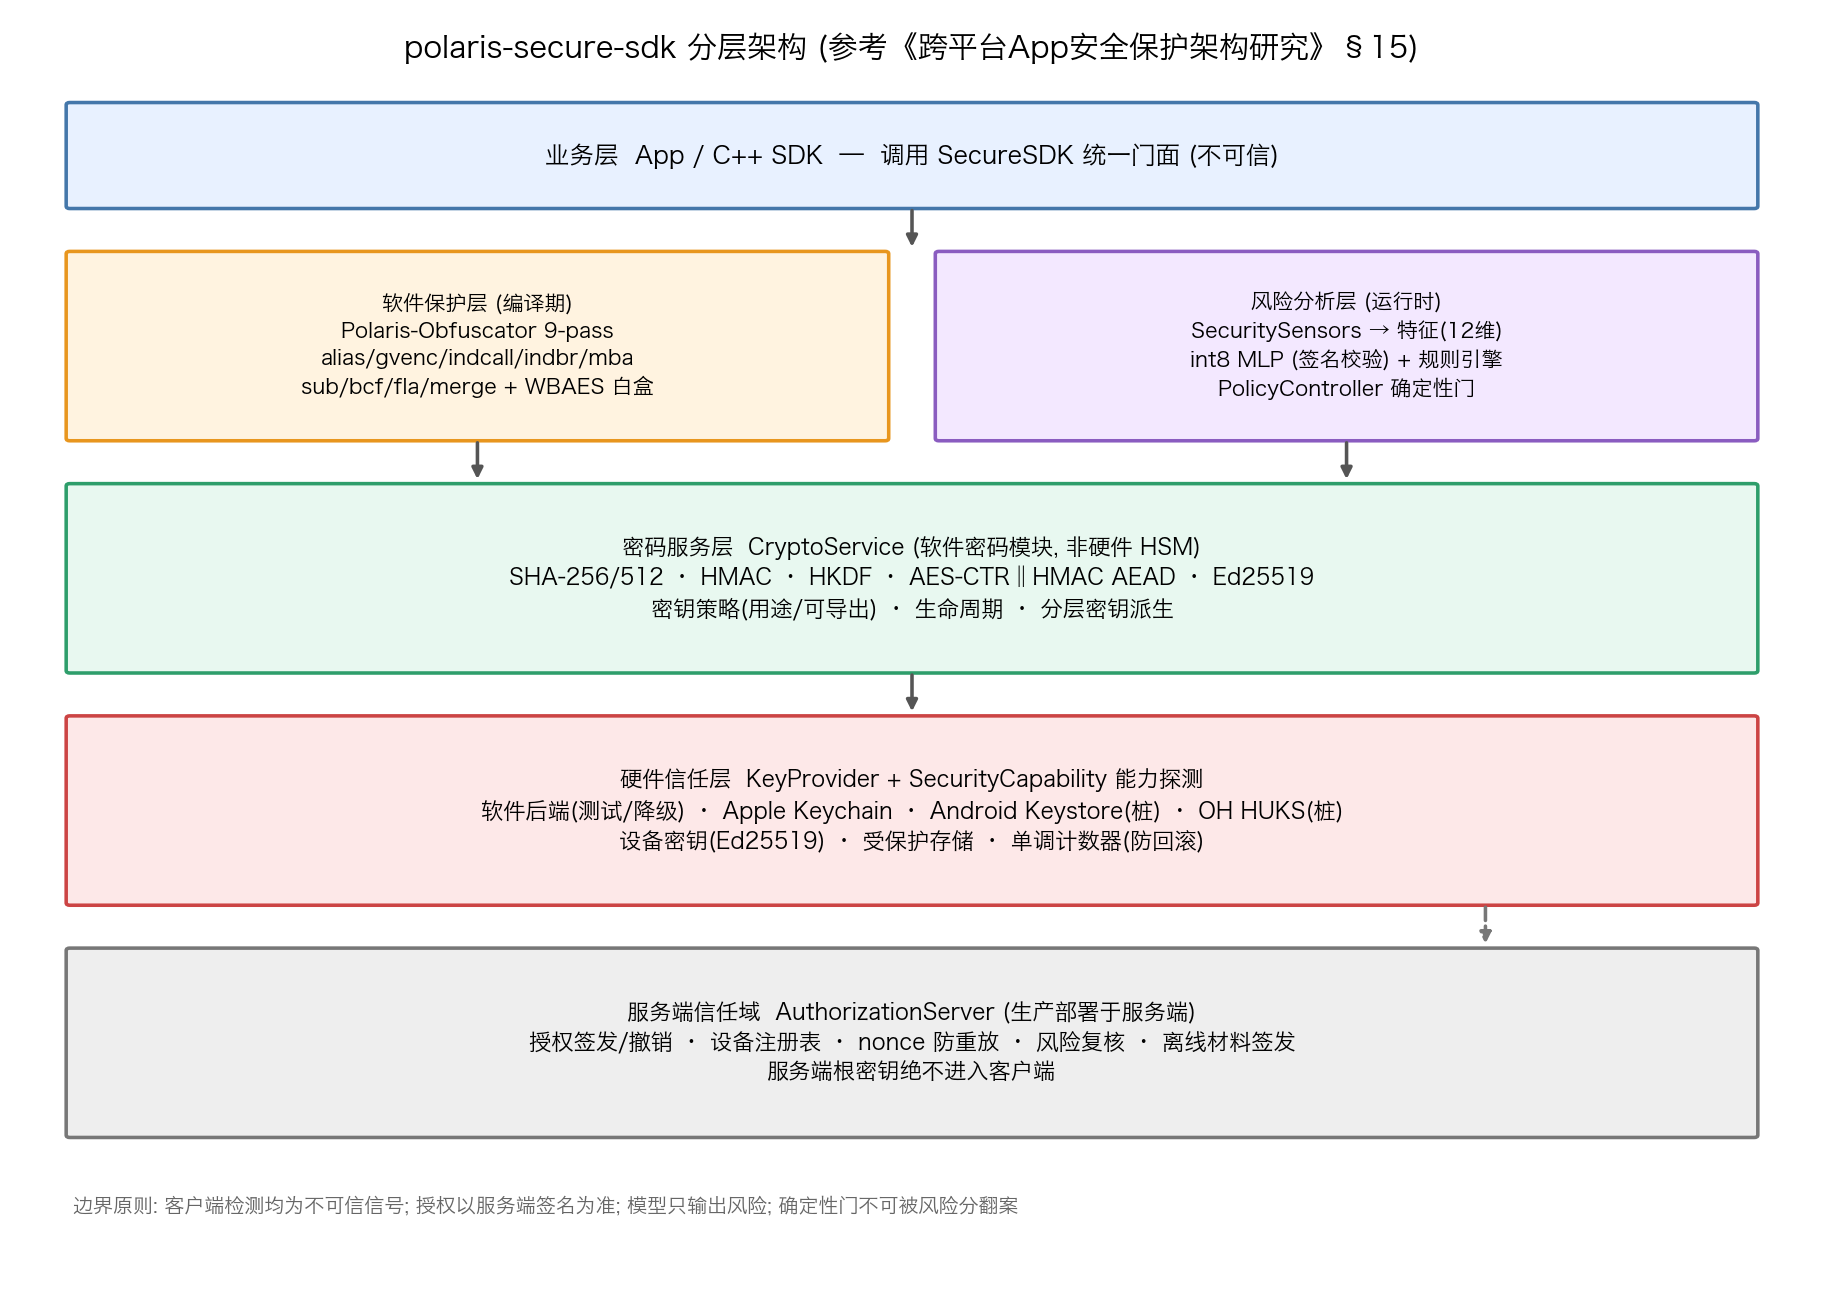 polaris-secure-sdk 分层架构 (参考《跨平台App安全保护架构研究》 § 15)
业务层  App / C++ SDK  —  调用 SecureSDK 统一门面 (不可信)
软件保护层 (编译期)
Polaris-Obfuscator 9-pass
alias/gvenc/indcall/indbr/mba
sub/bcf/fla/merge + WBAES 白盒
风险分析层 (运行时)
SecuritySensors → 特征(12维)
int8 MLP (签名校验) + 规则引擎
PolicyController 确定性门
密码服务层  CryptoService (软件密码模块, 非硬件 HSM)
SHA-256/512 · HMAC · HKDF · AES-CTR‖HMAC AEAD · Ed25519
密钥策略(用途/可导出) · 生命周期 · 分层密钥派生
硬件信任层  KeyProvider + SecurityCapability 能力探测
软件后端(测试/降级) · Apple Keychain · Android Keystore(桩) · OH HUKS(桩)
设备密钥(Ed25519) · 受保护存储 · 单调计数器(防回滚)
服务端信任域  AuthorizationServer (生产部署于服务端)
授权签发/撤销 · 设备注册表 · nonce 防重放 · 风险复核 · 离线材料签发
服务端根密钥绝不进入客户端
边界原则: 客户端检测均为不可信信号; 授权以服务端签名为准; 模型只输出风险; 确定性门不可被风险分翻案